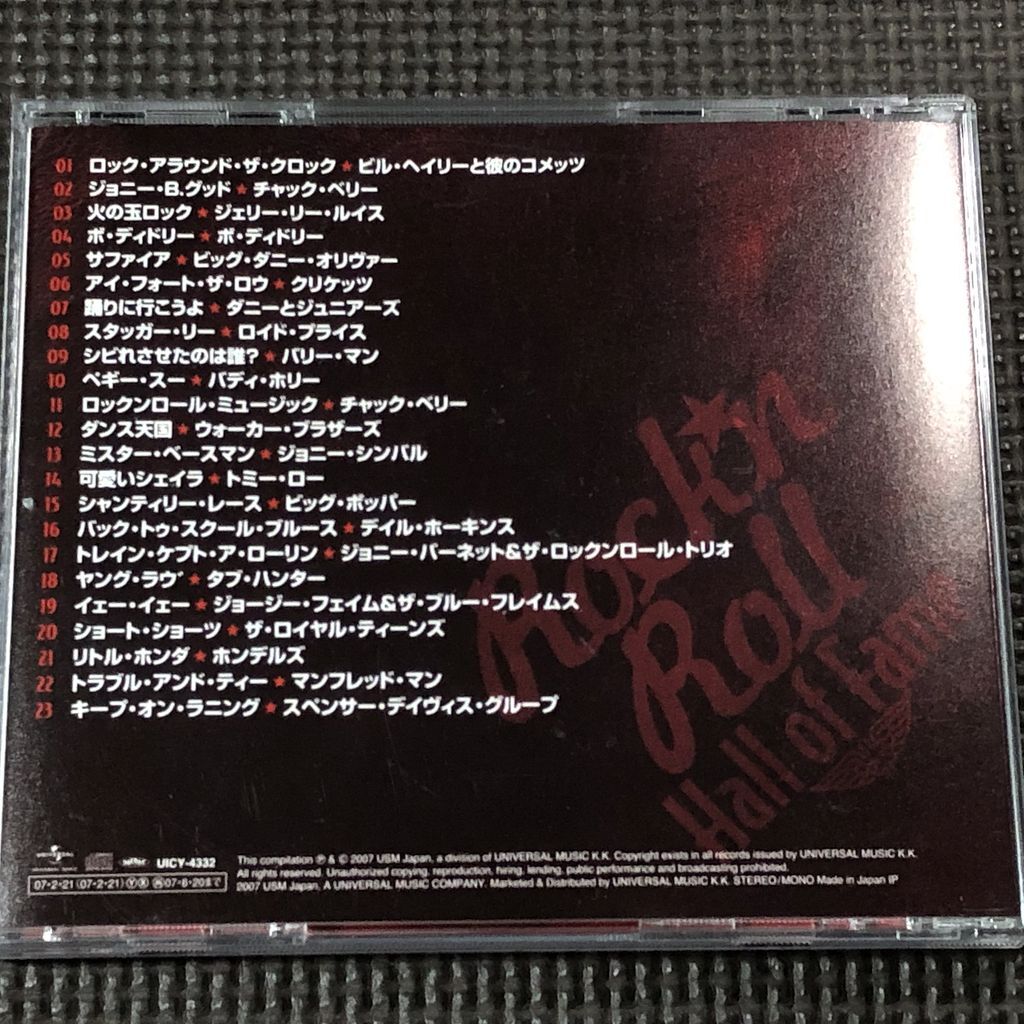 01 ロック・アラウンド・ザ・クロック★ビル・ヘイリーと彼のコメッツ
02 ジョニー・B.グッド★チャック・ベリー
03 火の玉ロック★ジェリー・リー・ルイス
04 ボ・ディドリー★ボ・ディドリー
05 サファイア★ビッグ・ダニー・オリヴァー
06 アイ・フォート・ザ・ロウ★クリケッツ
07 踊りに行こうよ★ダニーとジュニアーズ
08 スタッガー・リー★ロイド・プライス
09 シビれさせたのは誰?★バリー・マン
10 ペギー・スー★バディ・ホリー
11 ロックンロール・ミュージック★チャック・ベリー
12 ダンス天国★ウォーカー・ブラザーズ
13 ミスター・ベースマン★ジョニー・シンバル
14 可愛いシェイラ★トミー・ロー
15 シャンティリー・レース★ビッグ・ボッパー
16 バック・トゥ・スクール・ブルース★デイル・ホーキンス
17 トレイン・ケプト・ア・ローリン★ジョニー・バーネット&ザ・ロックンロール・トリオ
18 ヤング・ラヴ★タブ・ハンター
19 イェー・イェー★ジョージー・フェイム&ザ・ブルー・フレイムス
20 ショート・ショーツ★ザ・ロイヤル・ティーンズ
21 リトル・ホンダ★ホンデルズ
22 トラブル・アンド・ティー★マンフレッド・マン
23 キープ・オン・ラニング★スペンサー・デイヴィス・グループ
Rock'n
Roll
Hall of Fame
UNIVERSAL
UICY-4332
07・2・21(07・2・21)ⓎⓍ 07・8・20まで
This compilation ℗ & © 2007 USM Japan, a division of UNIVERSAL MUSIC K.K. Copyright exists in all records issued by UNIVERSAL MUSIC K.K.
All rights reserved. Unauthorized copying, reproduction, hiring, lending, public performance and broadcasting prohibited.
2007 USM Japan, A UNIVERSAL MUSIC COMPANY. Marketed & Distributed by UNIVERSAL MUSIC K.K. STEREO/MONO Made in Japan IP